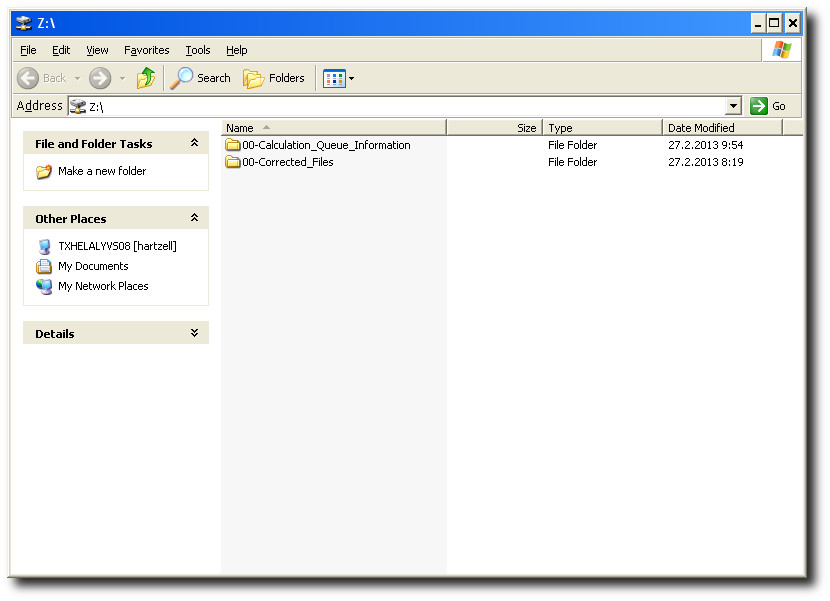 Z:\
File Edit View Favorites Tools Help
Back Search Folders
Address Z:\ Go
File and Folder Tasks
Make a new folder
Other Places
TXHELALYVS08 [hartzell]
My Documents
My Network Places
Details
Name Size Type Date Modified
00-Calculation_Queue_Information File Folder 27.2.2013 9:54
00-Corrected_Files File Folder 27.2.2013 8:19